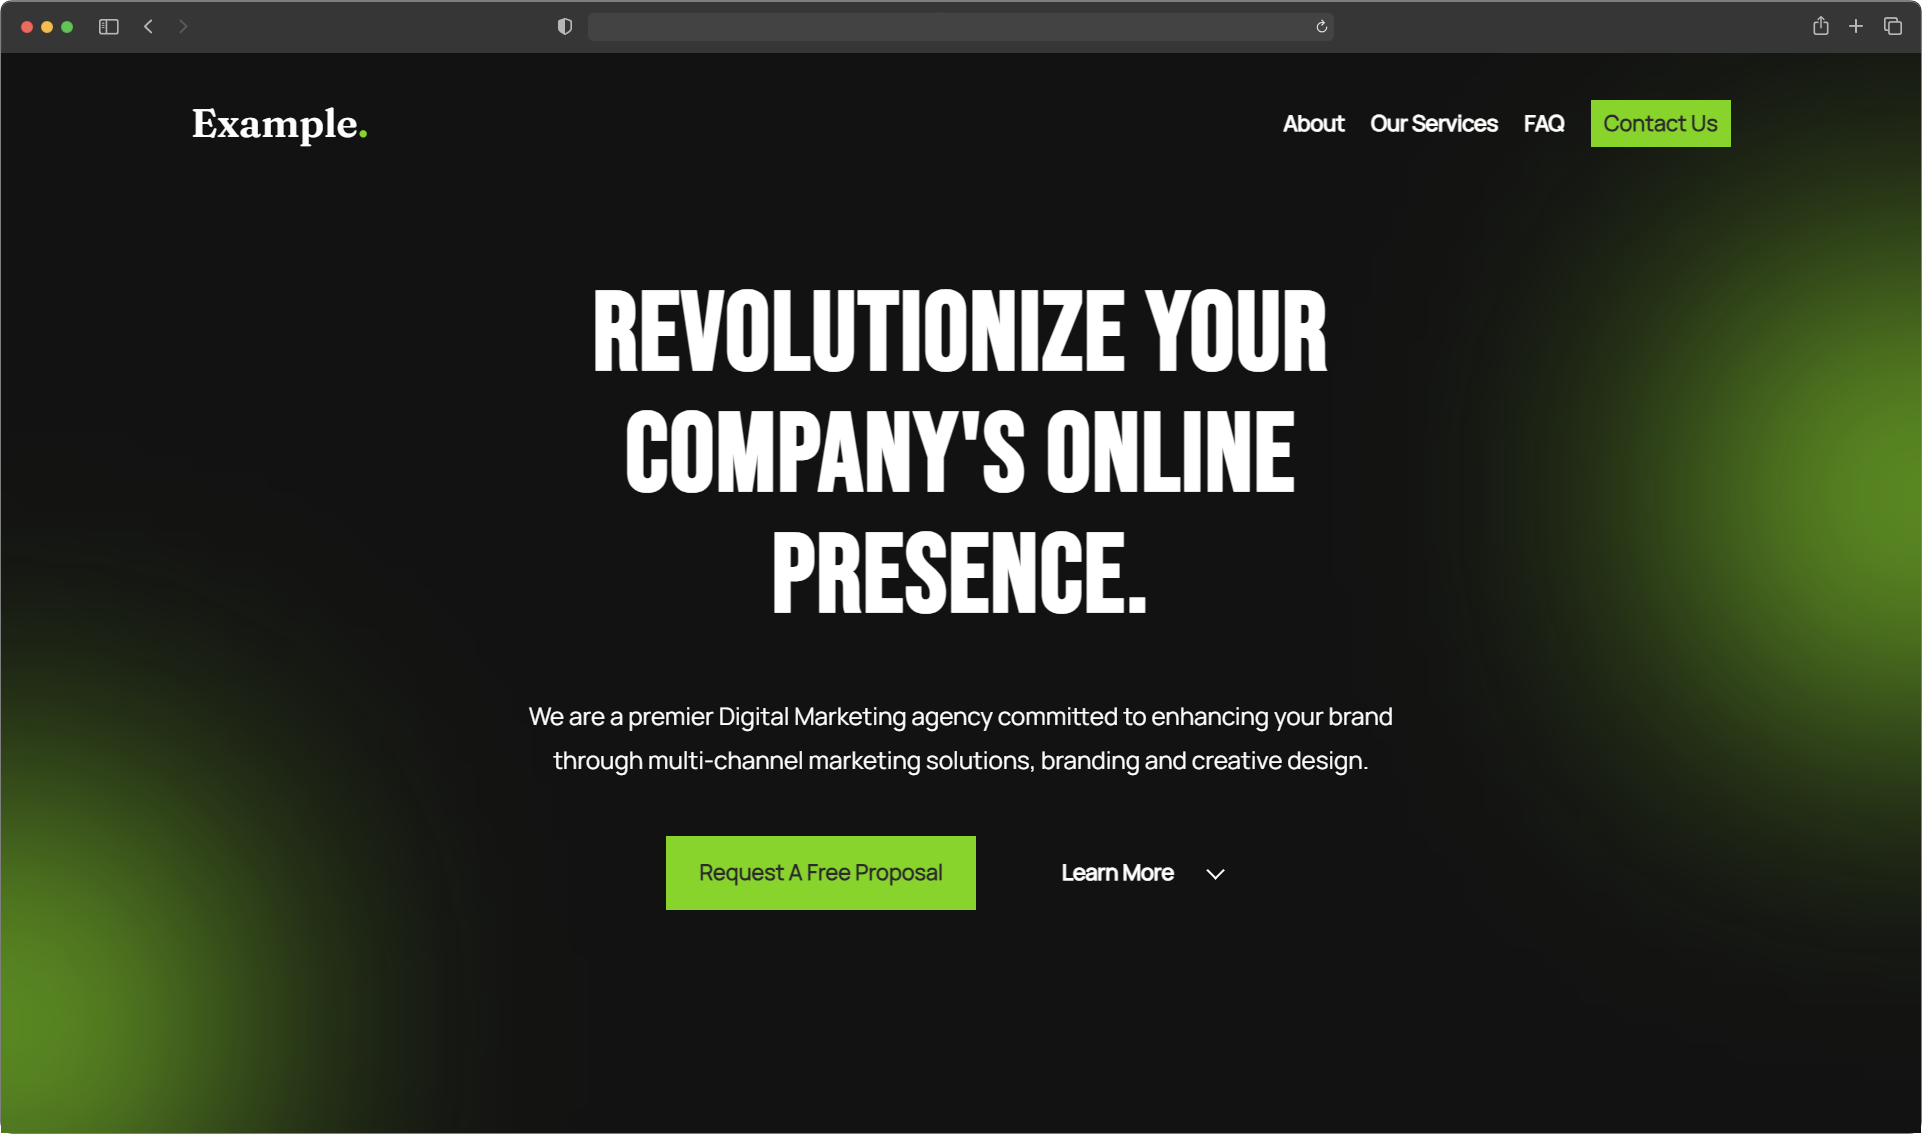 Example.
About Our Services FAQ Contact Us
REVOLUTIONIZE YOUR
COMPANY'S ONLINE
PRESENCE.
We are a premier Digital Marketing agency committed to enhancing your brand
through multi-channel marketing solutions, branding and creative design.
Request A Free Proposal
Learn More